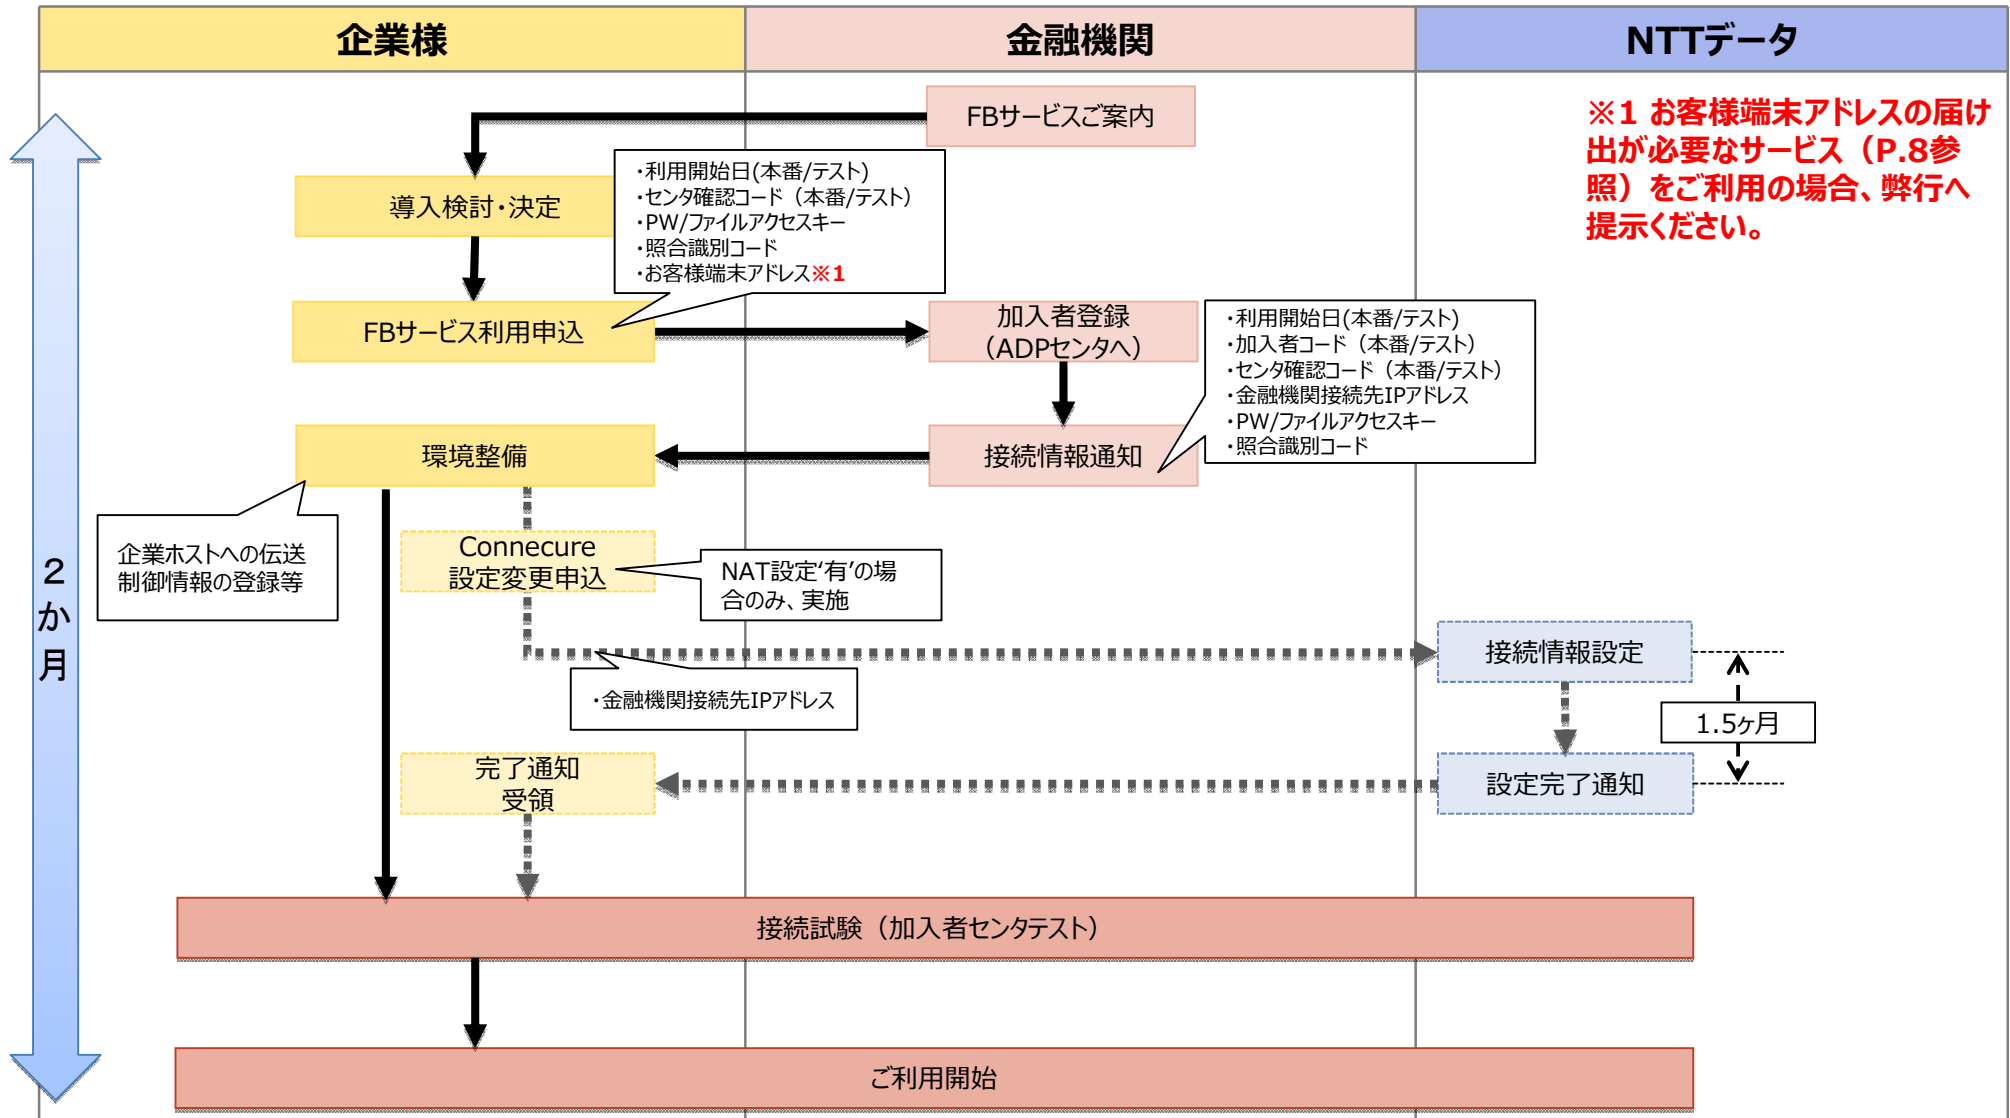 企業様
金融機関
NTTデータ
FBサービスご案内
※1 お客様端末アドレスの届け
出が必要なサービス（P.8参
照）をご利用の場合、弊行へ
提示ください。
導入検討・決定
・利用開始日(本番/テスト)
・センタ確認コード（本番/テスト）
・PW/ファイルアクセスキー
・照合識別コード
・お客様端末アドレス※1
FBサービス利用申込
加入者登録
（ADPセンタへ）
・利用開始日(本番/テスト)
・加入者コード（本番/テスト）
・センタ確認コード（本番/テスト）
・金融機関接続先IPアドレス
・PW/ファイルアクセスキー
・照合識別コード
環境整備
接続情報通知
企業ホストへの伝送
制御情報の登録等
Connecure
設定変更申込
NAT設定‘有’の場
合のみ、実施
２
か
月
接続情報設定
・金融機関接続先IPアドレス
1.5ヶ月
完了通知
受領
設定完了通知
接続試験（加入者センタテスト）
ご利用開始